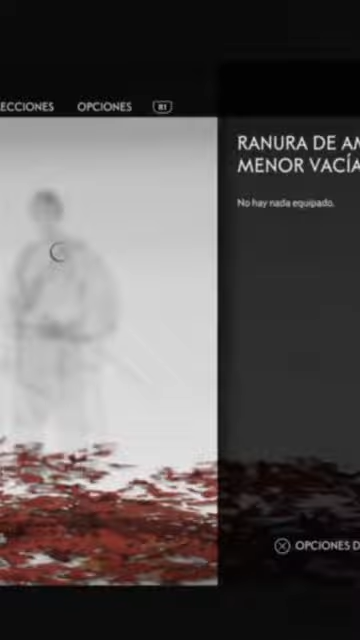 ECCIONES OPCIONES R1
RANURA DE AM
MENOR VACÍA
No hay nada equipado.
OPCIONES D